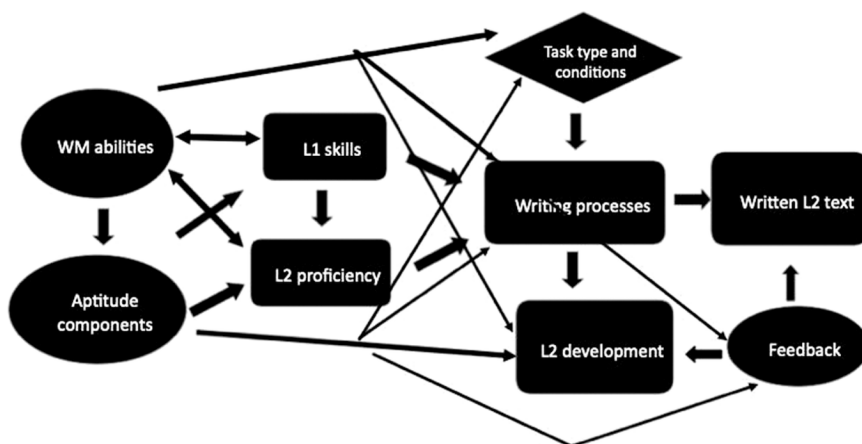 Task type and
conditions
WM abilities
L1 skills
Writing processes
Written L2 text
L2 proficiency
Aptitude
components
L2 development
Feedback